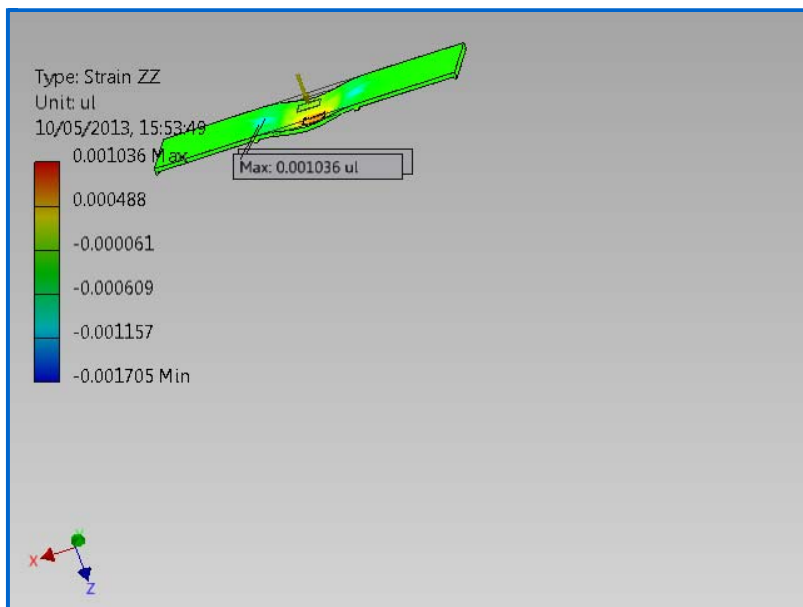 Type: Strain ZZ
Unit: ul
10/05/2013, 15:53:49
0.001036 Max
0.000488
-0.000061
-0.000609
-0.001157
-0.001705 Min
Max: 0.001036 ul
X
Y
Z